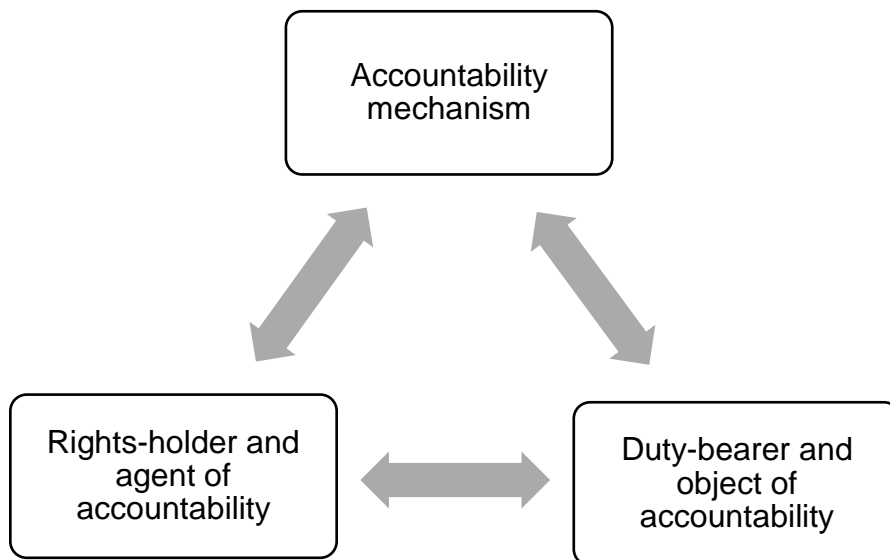 Accountability
mechanism
Rights-holder and
agent of
accountability
Duty-bearer and
object of
accountability